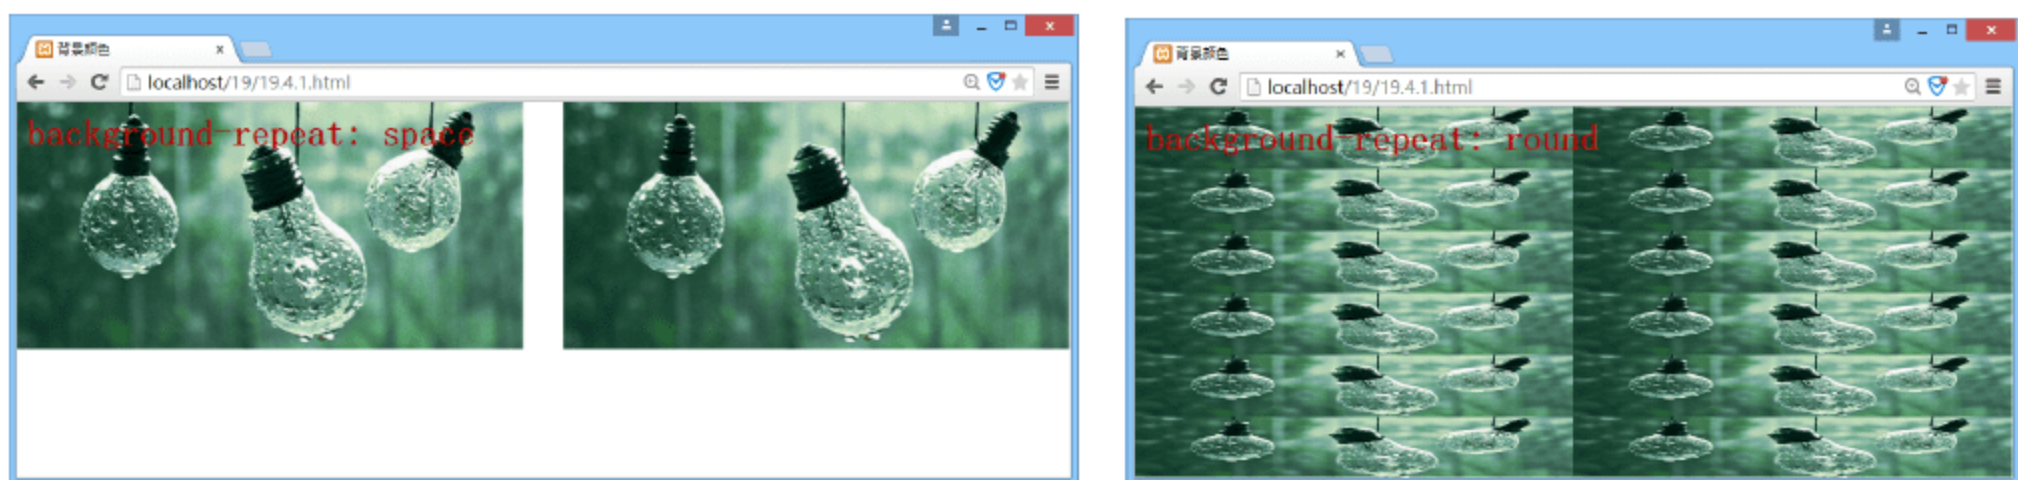 背景颜色
localhost/19/19.4.1.html
background-repeat: space
背景颜色
localhost/19/19.4.1.html
background-repeat: round